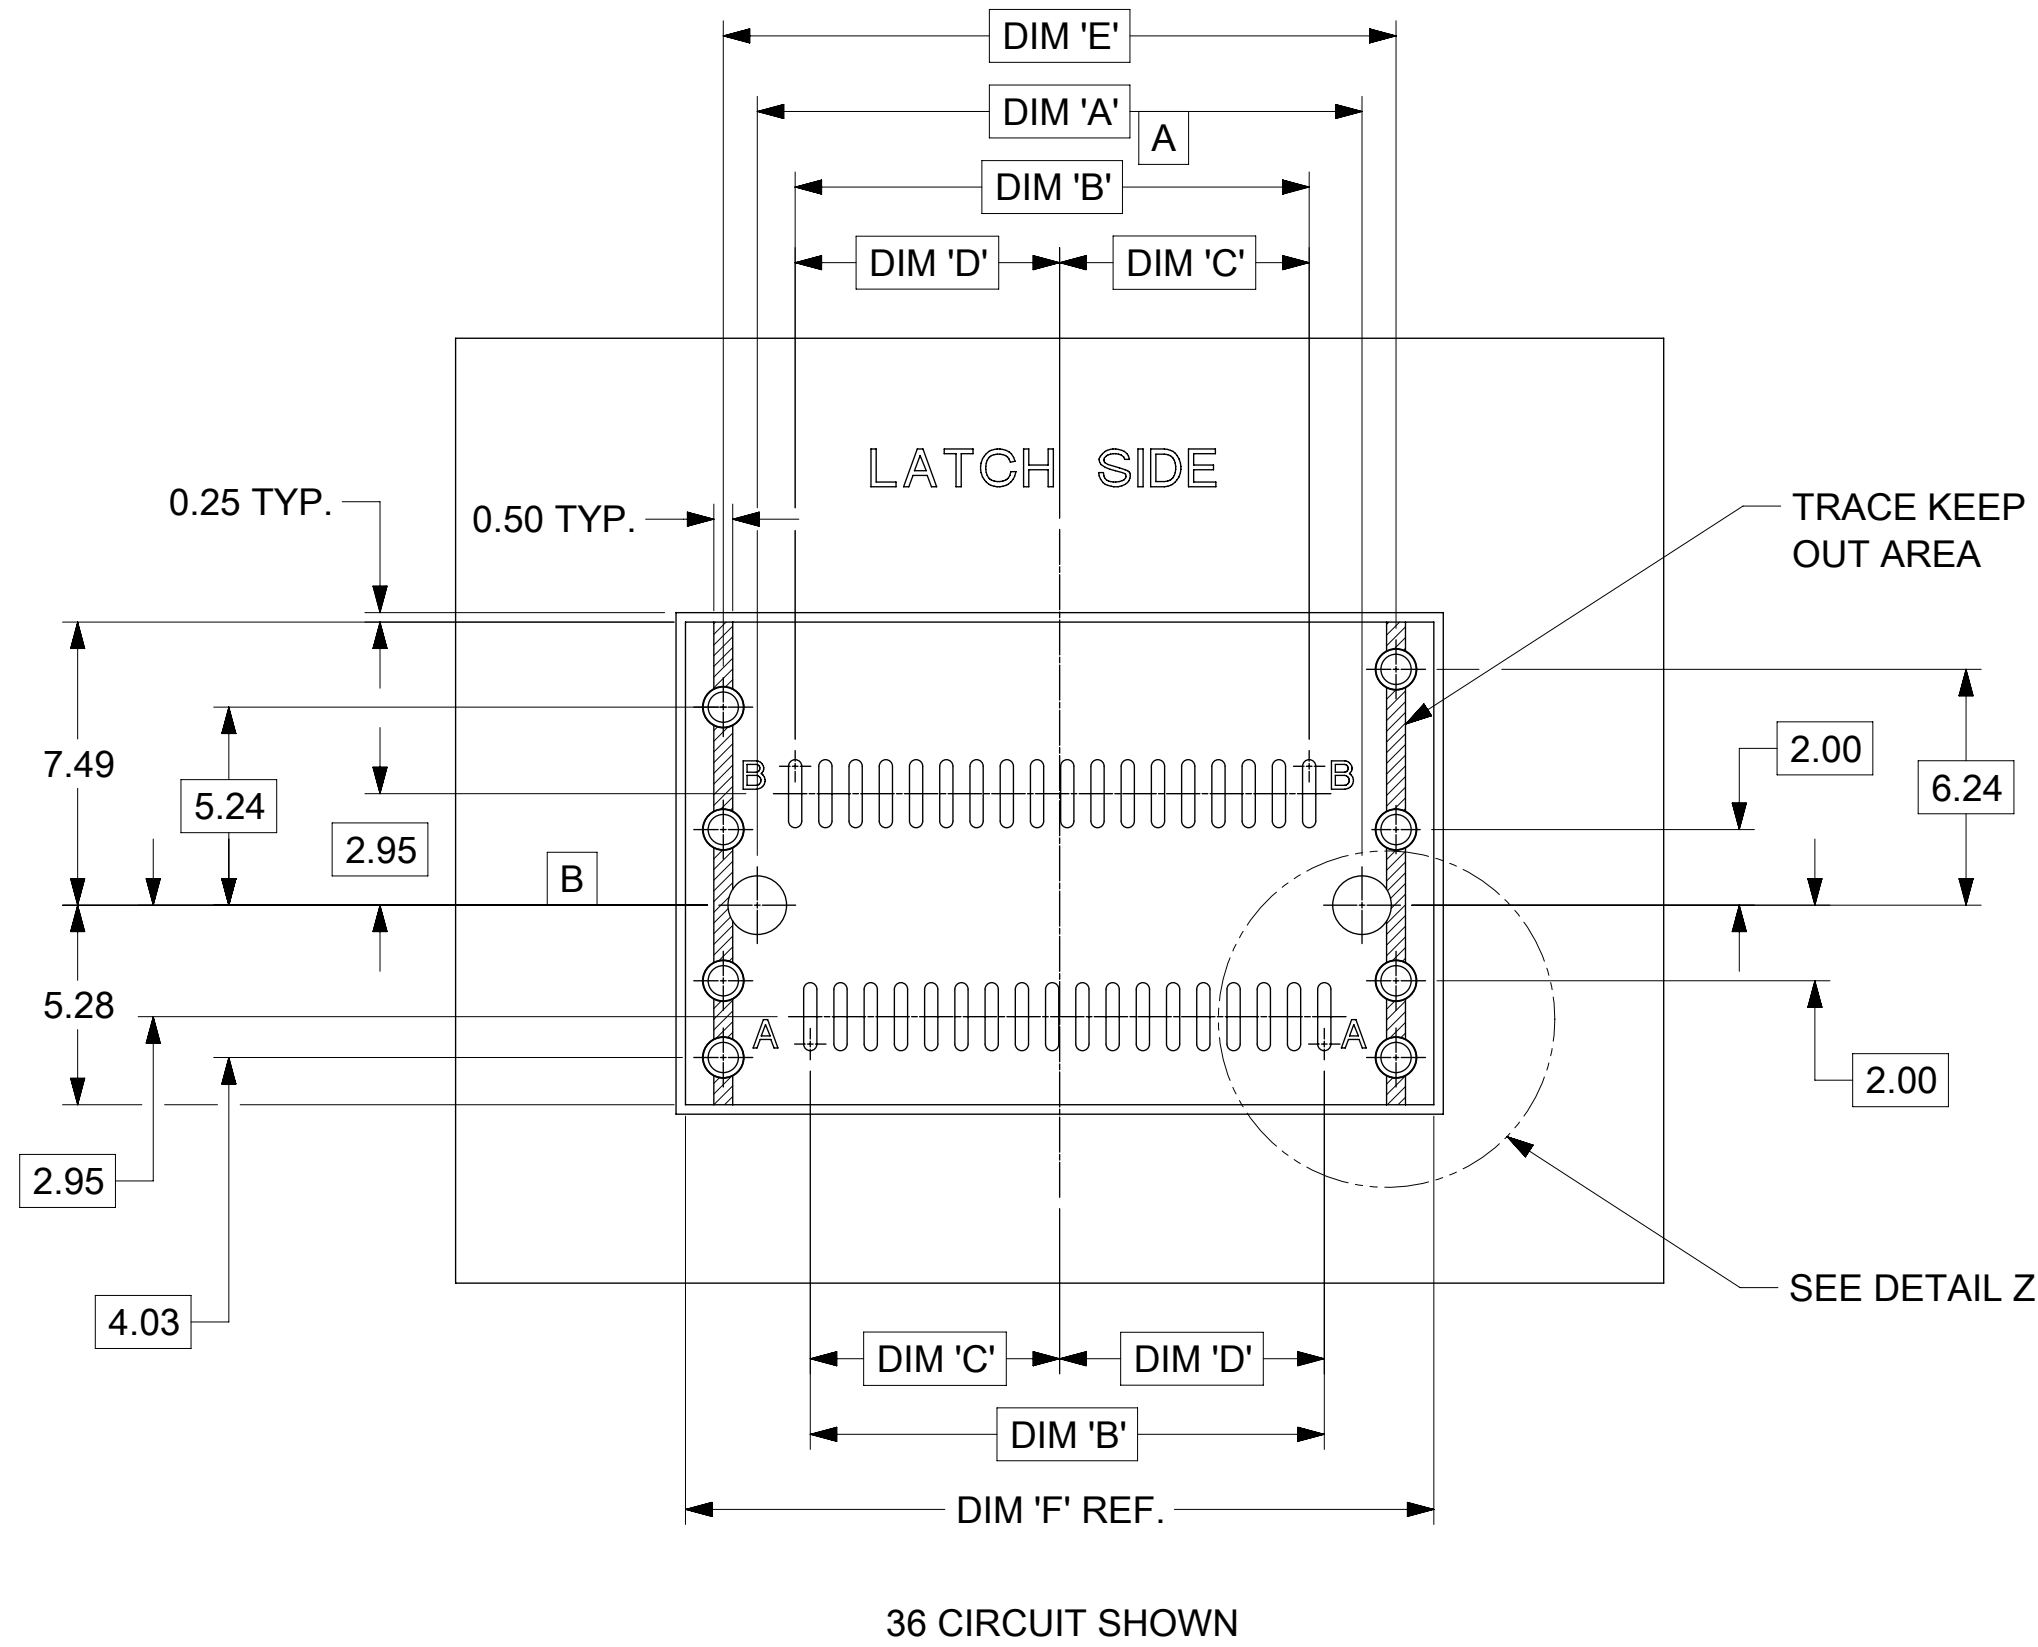 DIM 'E'
DIM 'A'
A
DIM 'B'
DIM 'D'
DIM 'C'
LATCH SIDE
0.25 TYP.
0.50 TYP.
TRACE KEEP
OUT AREA
7.49
5.24
2.95
B
B
B
2.00
6.24
5.28
A
A
2.00
2.95
4.03
SEE DETAIL Z
DIM 'C'
DIM 'D'
DIM 'B'
DIM 'F' REF.
36 CIRCUIT SHOWN